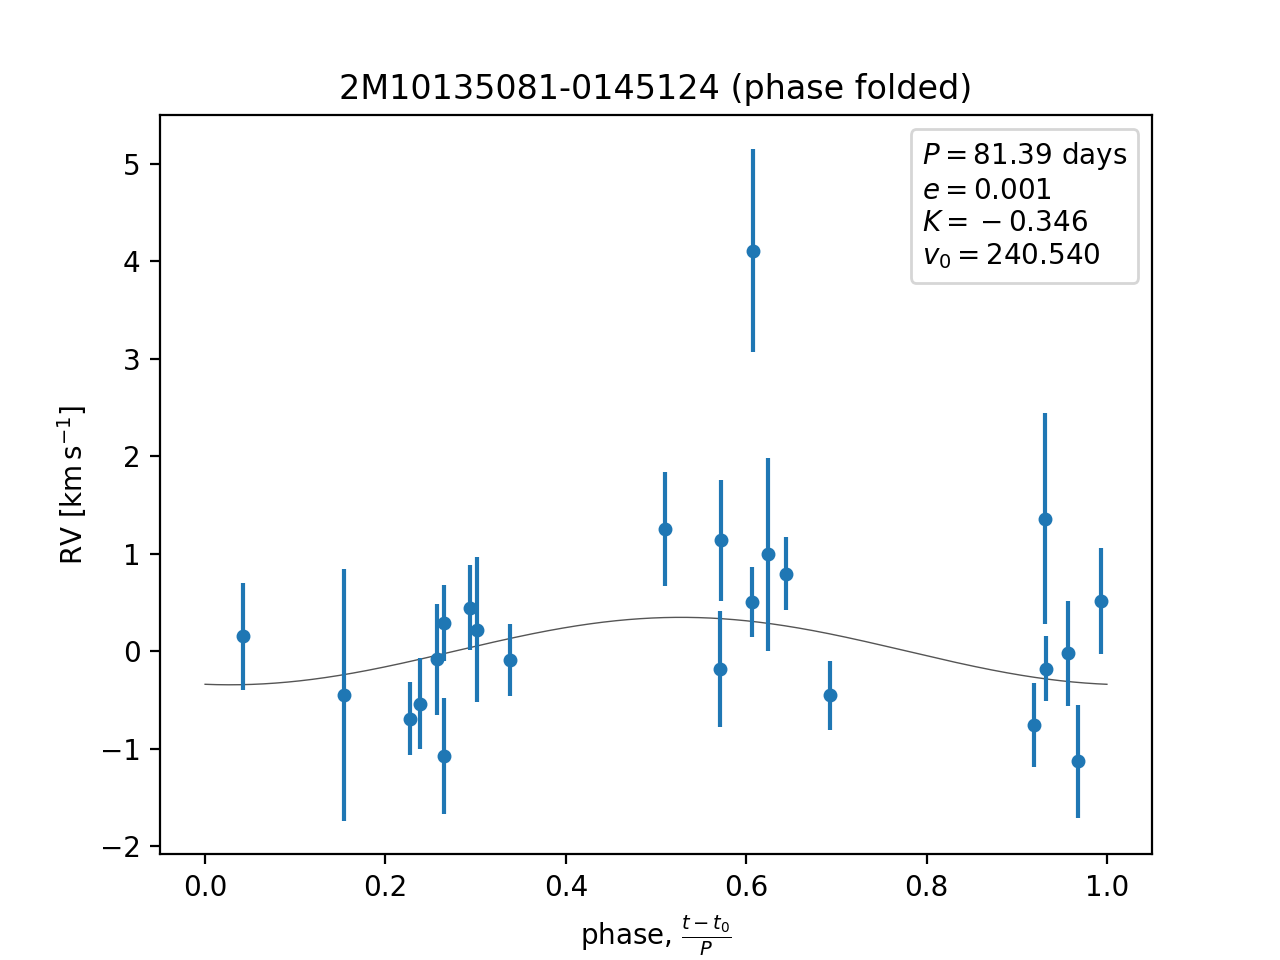 2M10135081-0145124 (phase folded)
P = 81.39 days
e = 0.001
K = −0.346
v₀ = 240.540
5
4
3
2
1
0
−1
−2
RV [km s⁻¹]
0.0 0.2 0.4 0.6 0.8 1.0
phase, (t − t₀)/P